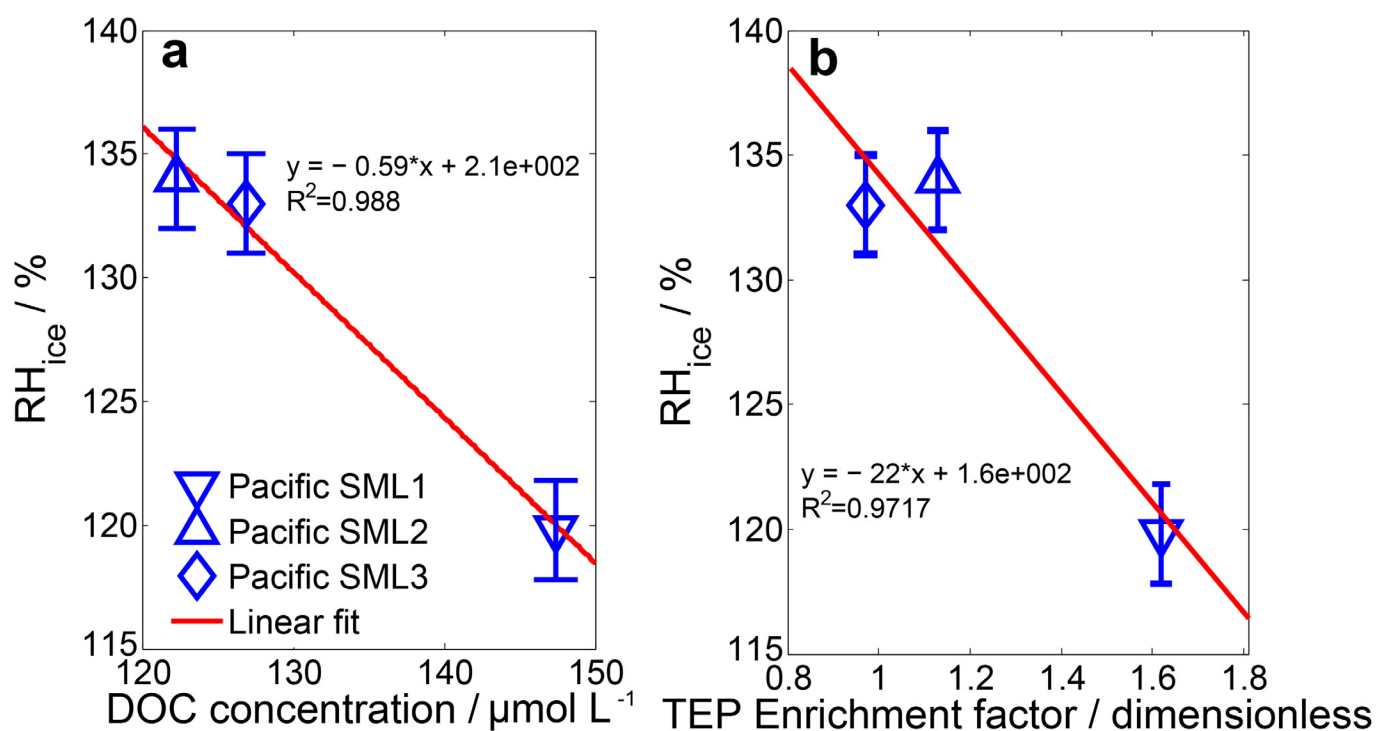 a
140
135
130
125
120
115
RH_ice / %
y = − 0.59*x + 2.1e+002
R²=0.988
Pacific SML1
Pacific SML2
Pacific SML3
Linear fit
120 130 140 150
DOC concentration / µmol L⁻¹
b
140
135
130
125
120
115
RH_ice / %
y = − 22*x + 1.6e+002
R²=0.9717
0.8 1 1.2 1.4 1.6 1.8
TEP Enrichment factor / dimensionless